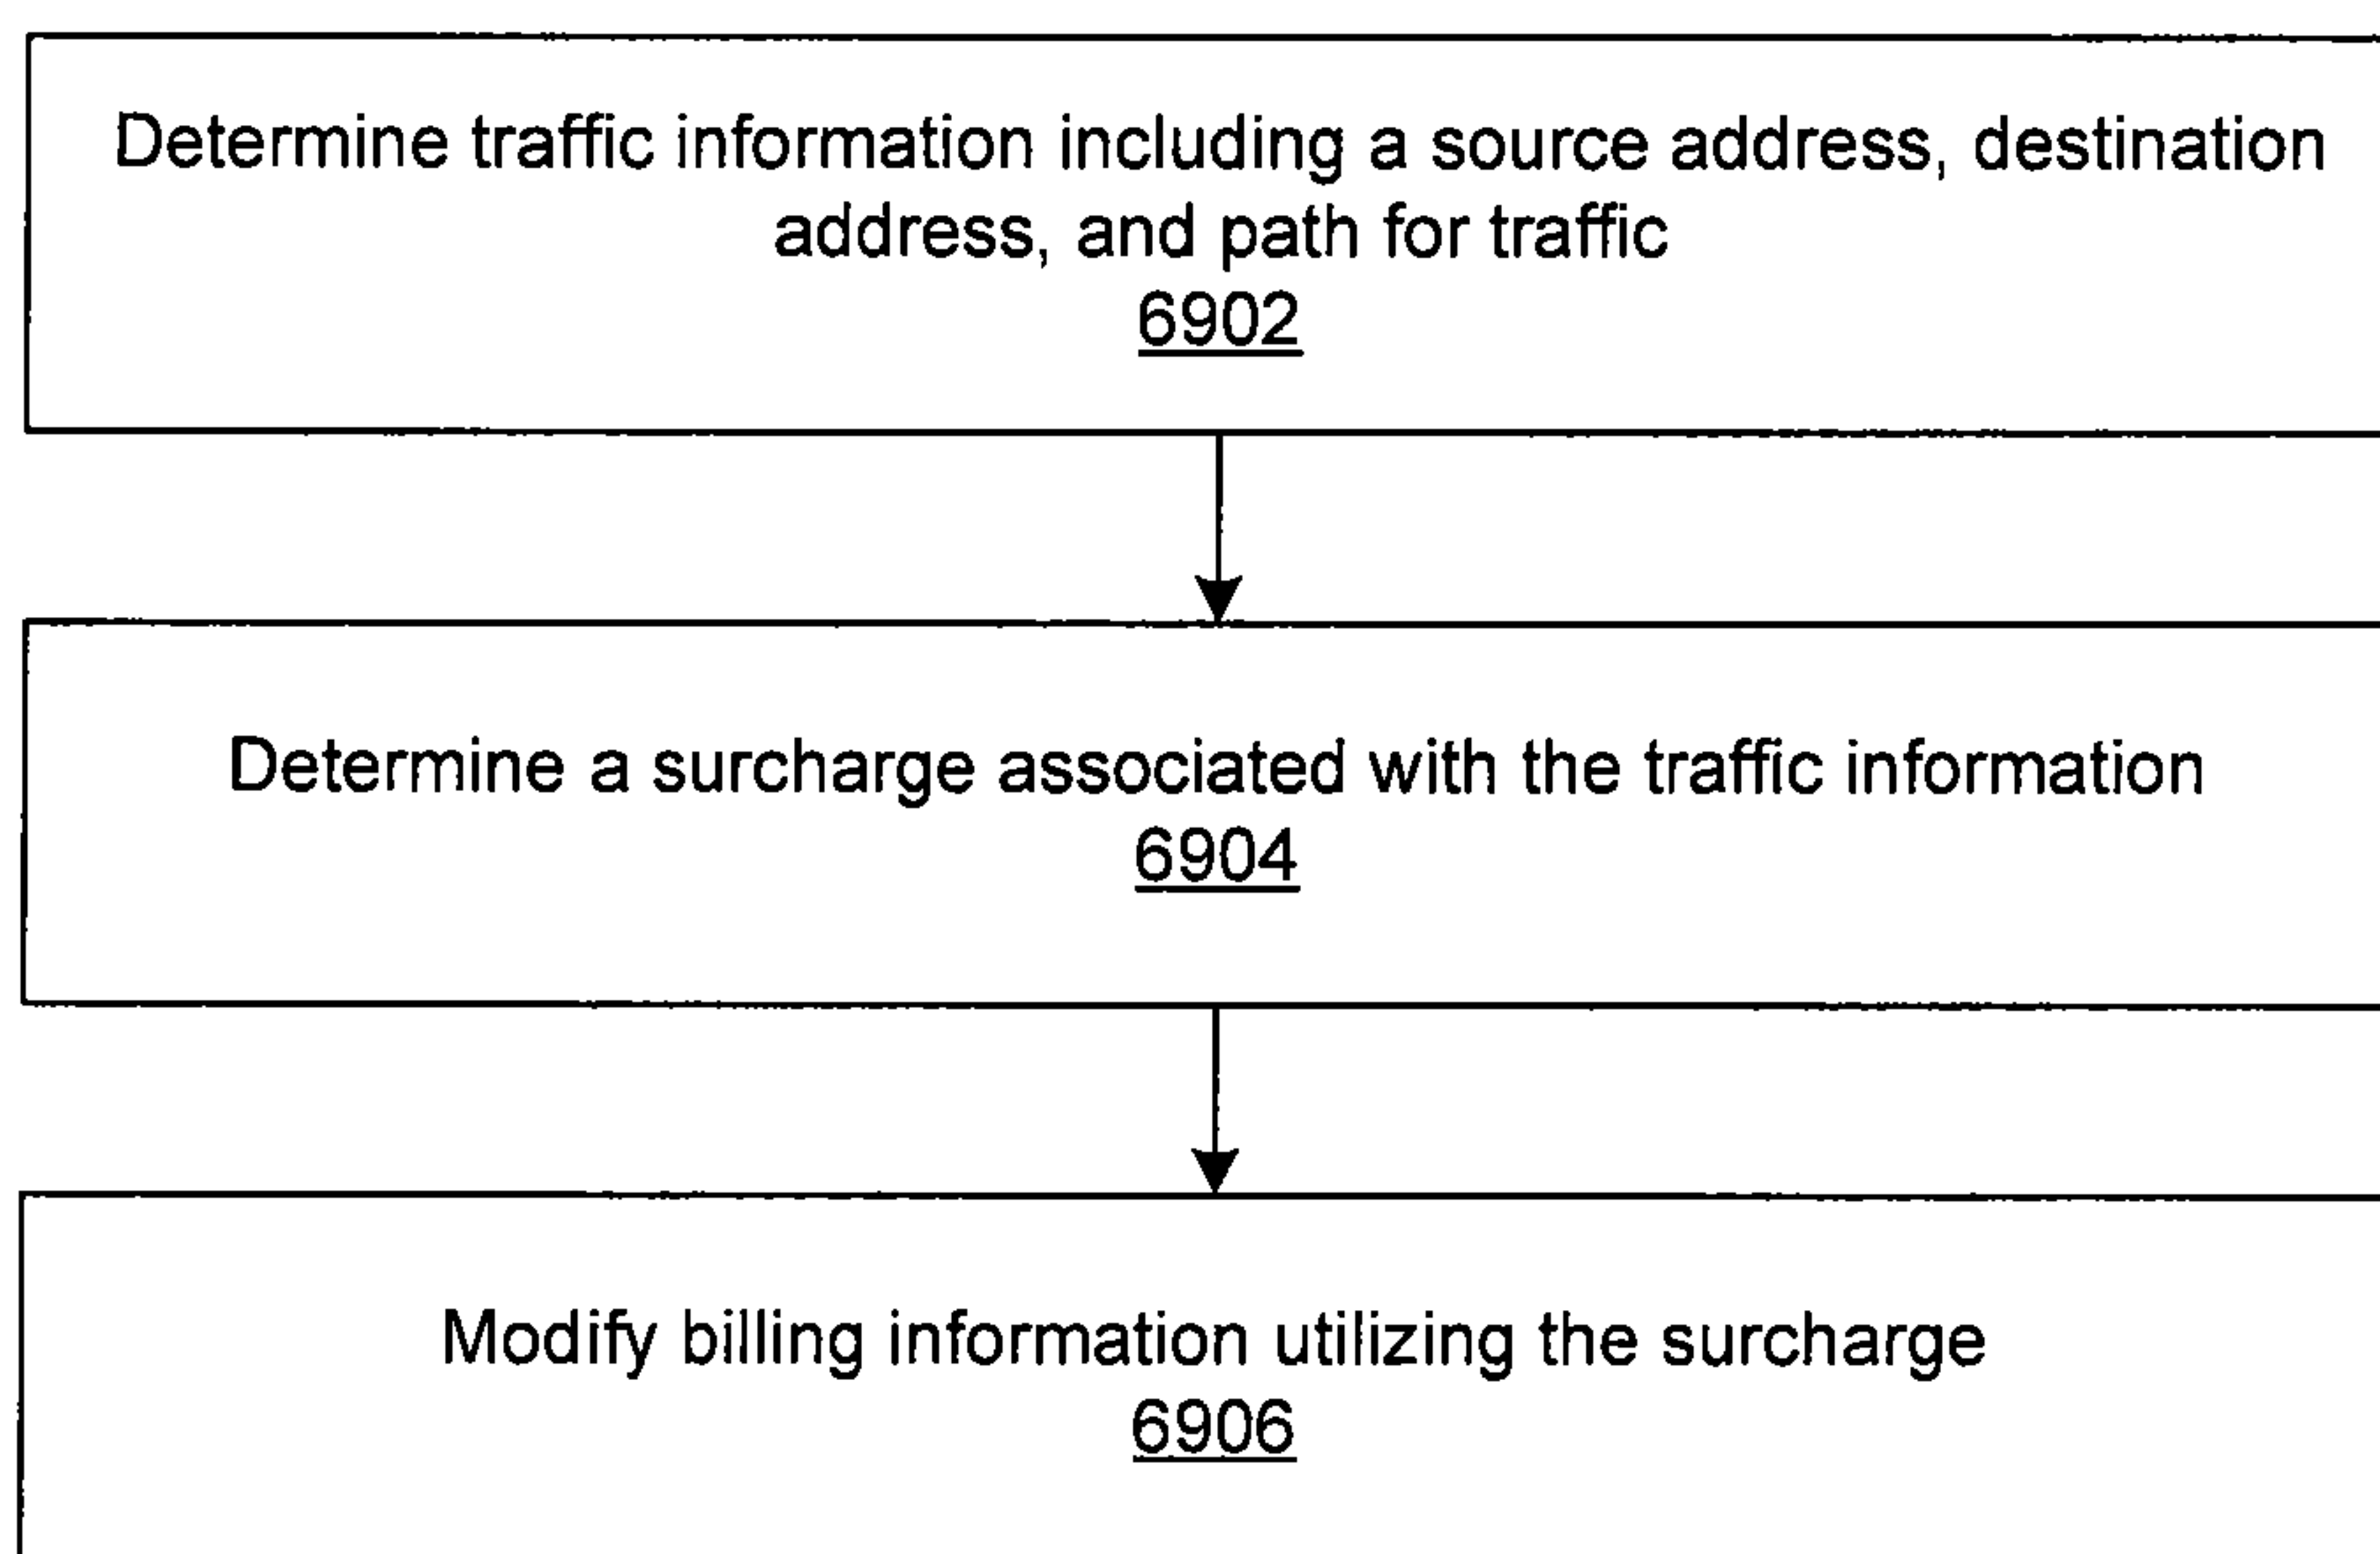 Determine traffic information including a source address, destination
address, and path for traffic
6902
Determine a surcharge associated with the traffic information
6904
Modify billing information utilizing the surcharge
6906